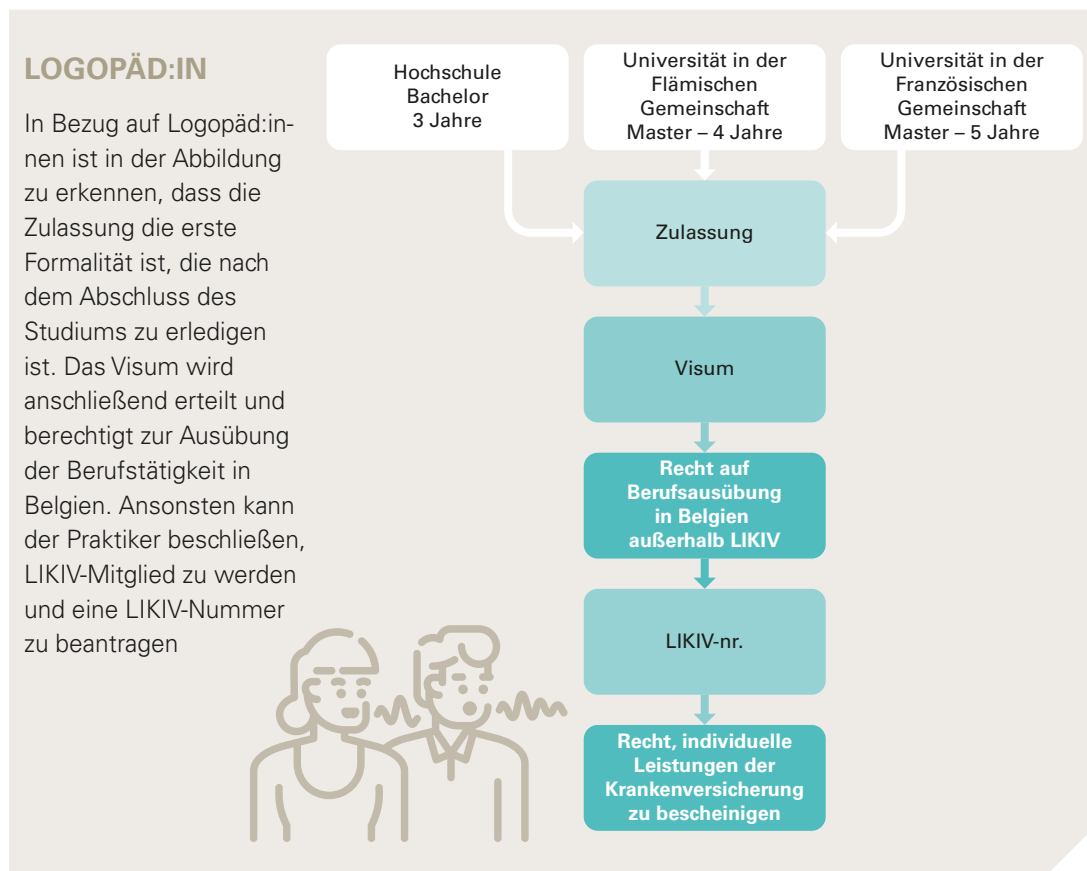 LOGOPÄD:IN
In Bezug auf Logopäd:in-
nen ist in der Abbildung
zu erkennen, dass die
Zulassung die erste
Formalität ist, die nach
dem Abschluss des
Studiums zu erledigen
ist. Das Visum wird
anschließend erteilt und
berechtigt zur Ausübung
der Berufstätigkeit in
Belgien. Ansonsten kann
der Praktiker beschließen,
LIKIV-Mitglied zu werden
und eine LIKIV-Nummer
zu beantragen
Hochschule
Bachelor
3 Jahre
Universität in der
Flämischen
Gemeinschaft
Master – 4 Jahre
Universität in der
Französischen
Gemeinschaft
Master – 5 Jahre
Zulassung
Visum
Recht auf
Berufsausübung
in Belgien
außerhalb LIKIV
LIKIV-nr.
Recht, individuelle
Leistungen der
Krankenversicherung
zu bescheinigen